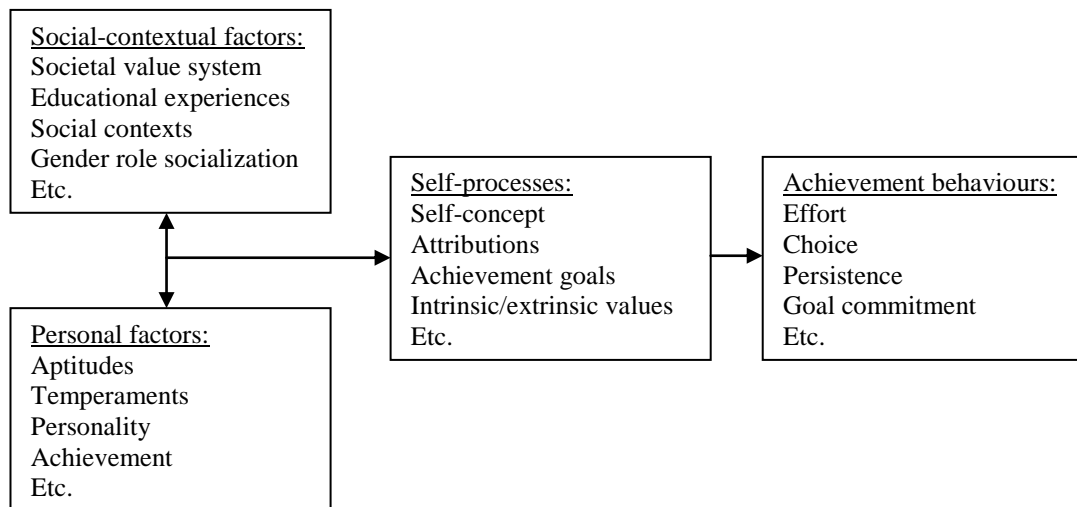 Social-contextual factors:
Societal value system
Educational experiences
Social contexts
Gender role socialization
Etc.
Personal factors:
Aptitudes
Temperaments
Personality
Achievement
Etc.
Self-processes:
Self-concept
Attributions
Achievement goals
Intrinsic/extrinsic values
Etc.
Achievement behaviours:
Effort
Choice
Persistence
Goal commitment
Etc.